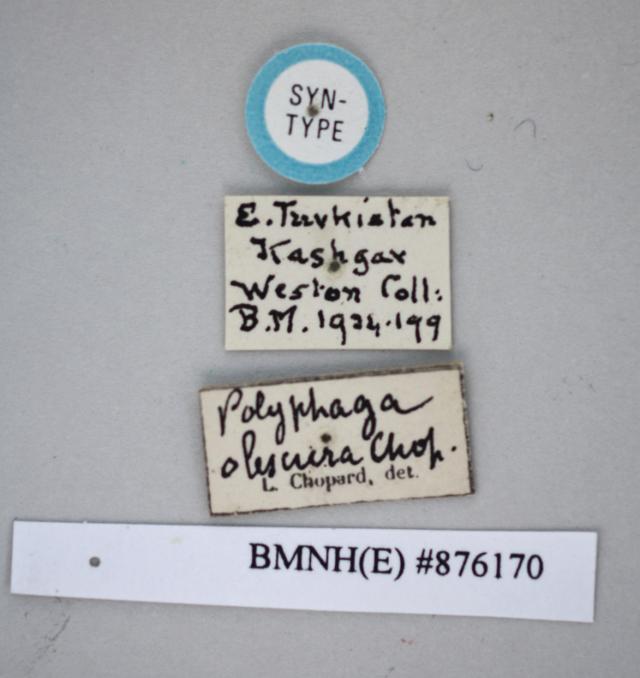 SYN-
TYPE
E. Turkistan
Kashgar
Weston Coll:
B.M. 1924.199
Polyphaga
obscura Chop.
L. Chopard, det.
BMNH(E) #876170